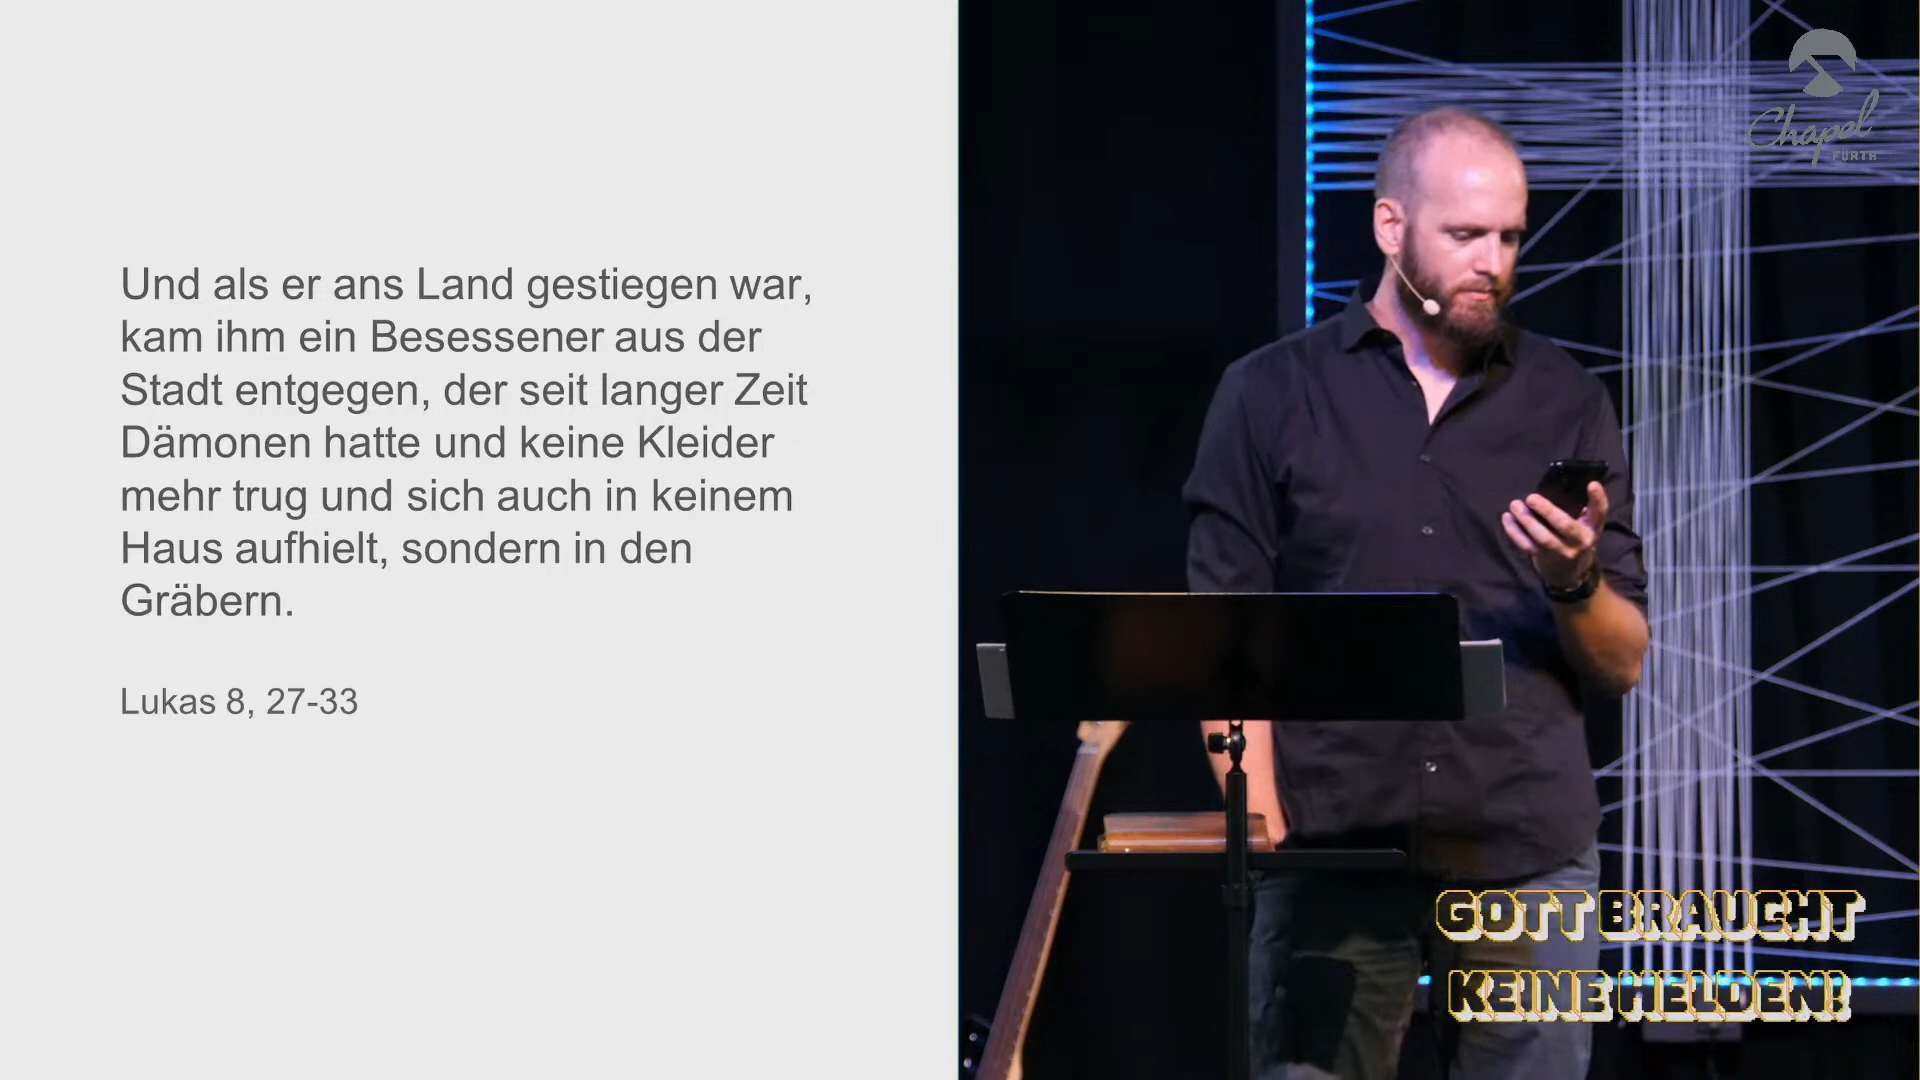 Und als er ans Land gestiegen war,
kam ihm ein Besessener aus der
Stadt entgegen, der seit langer Zeit
Dämonen hatte und keine Kleider
mehr trug und sich auch in keinem
Haus aufhielt, sondern in den
Gräbern.
Lukas 8, 27-33
Chapel
FÜRTH
GOTT BRAUCHT
KEINE HELDEN!